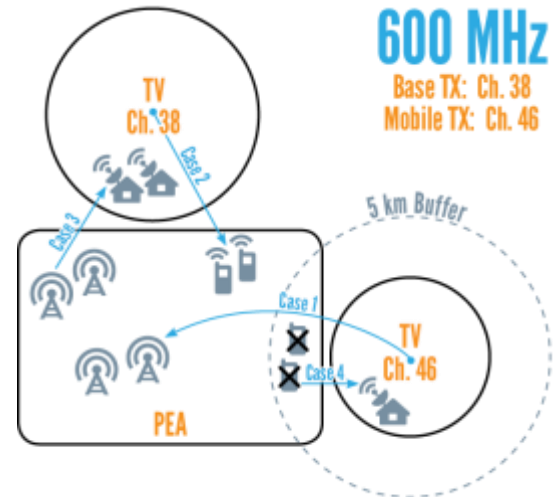 600 MHz
Base TX: Ch. 38
Mobile TX: Ch. 46
TV
Ch. 38
Case 2
Case 3
5 km Buffer
Case 1
TV
Ch. 46
Case 4
PEA